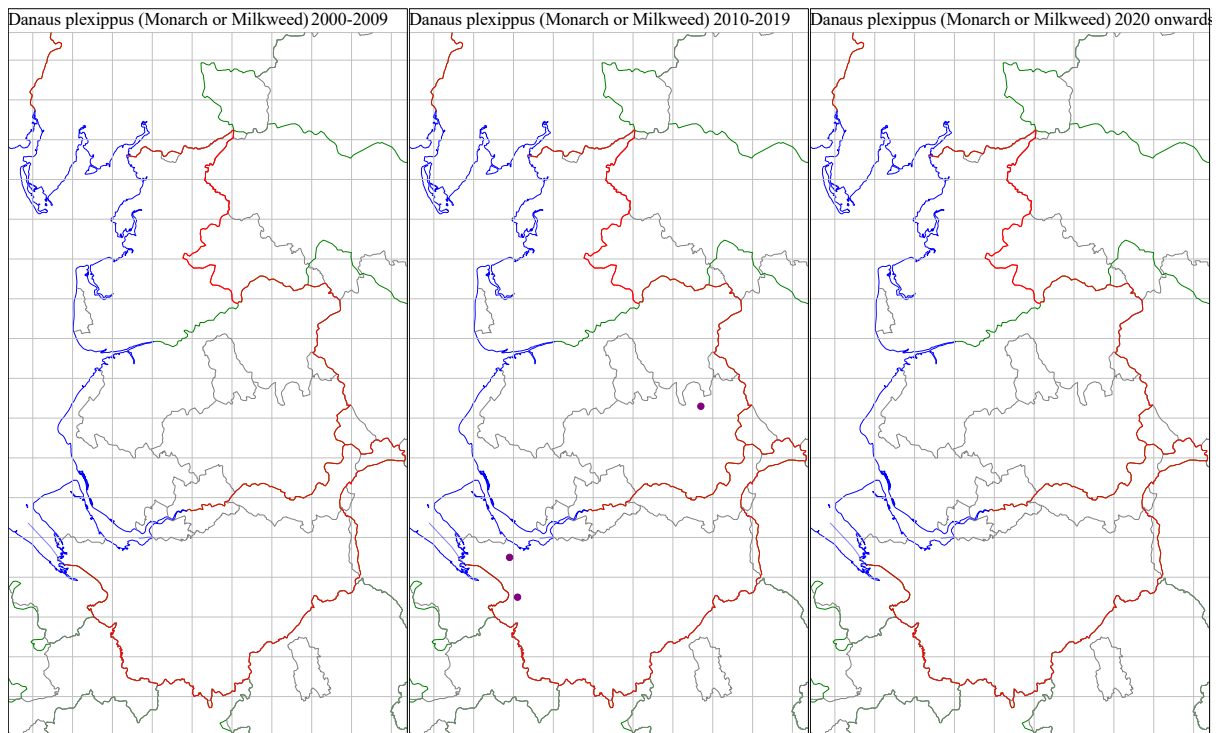 Danaus plexippus (Monarch or Milkweed) 2000-2009
Danaus plexippus (Monarch or Milkweed) 2010-2019
Danaus plexippus (Monarch or Milkweed) 2020 onwards